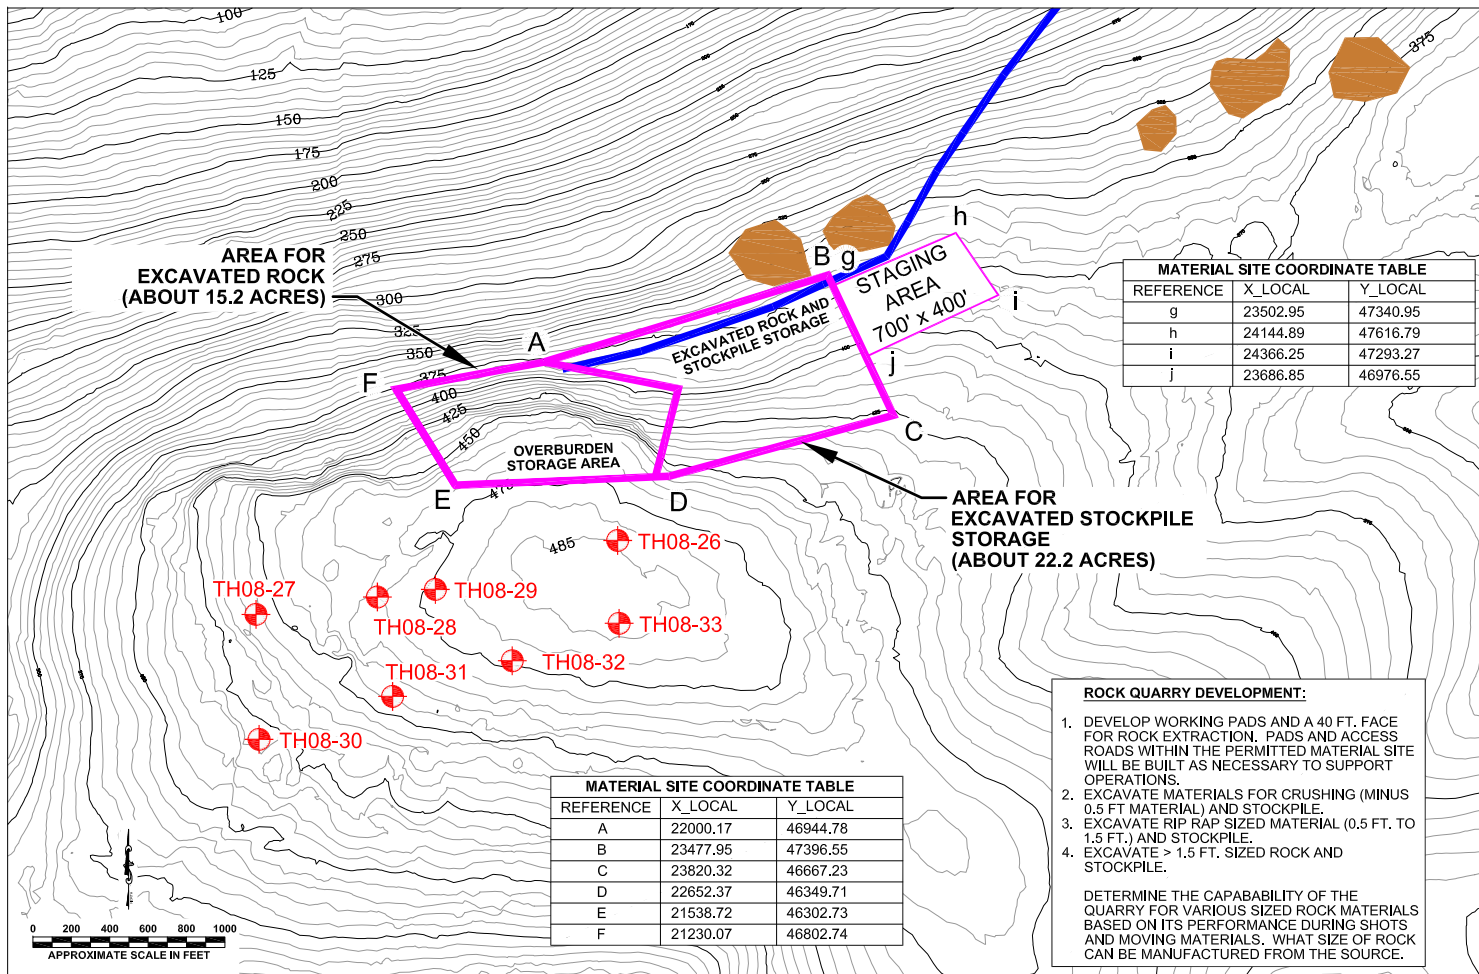 100
125
150
175
200
225
250
275
300
325
350
375
400
425
450
475
485
375
AREA FOR
EXCAVATED ROCK
(ABOUT 15.2 ACRES)
A
B
g
h
i
j
C
D
E
F
STAGING
AREA
700' x 400'
EXCAVATED ROCK AND
STOCKPILE STORAGE
OVERBURDEN
STORAGE AREA
AREA FOR
EXCAVATED STOCKPILE
STORAGE
(ABOUT 22.2 ACRES)
TH08-26
TH08-27
TH08-28
TH08-29
TH08-33
TH08-32
TH08-31
TH08-30
MATERIAL SITE COORDINATE TABLE
REFERENCE X_LOCAL Y_LOCAL
g 23502.95 47340.95
h 24144.89 47616.79
i 24366.25 47293.27
j 23686.85 46976.55
MATERIAL SITE COORDINATE TABLE
REFERENCE X_LOCAL Y_LOCAL
A 22000.17 46944.78
B 23477.95 47396.55
C 23820.32 46667.23
D 22652.37 46349.71
E 21538.72 46302.73
F 21230.07 46802.74
ROCK QUARRY DEVELOPMENT:
1. DEVELOP WORKING PADS AND A 40 FT. FACE
FOR ROCK EXTRACTION. PADS AND ACCESS
ROADS WITHIN THE PERMITTED MATERIAL SITE
WILL BE BUILT AS NECESSARY TO SUPPORT
OPERATIONS.
2. EXCAVATE MATERIALS FOR CRUSHING (MINUS
0.5 FT MATERIAL) AND STOCKPILE.
3. EXCAVATE RIP RAP SIZED MATERIAL (0.5 FT. TO
1.5 FT.) AND STOCKPILE.
4. EXCAVATE > 1.5 FT. SIZED ROCK AND
STOCKPILE.
DETERMINE THE CAPABABILITY OF THE
QUARRY FOR VARIOUS SIZED ROCK MATERIALS
BASED ON ITS PERFORMANCE DURING SHOTS
AND MOVING MATERIALS. WHAT SIZE OF ROCK
CAN BE MANUFACTURED FROM THE SOURCE.
0 200 400 600 800 1000
APPROXIMATE SCALE IN FEET